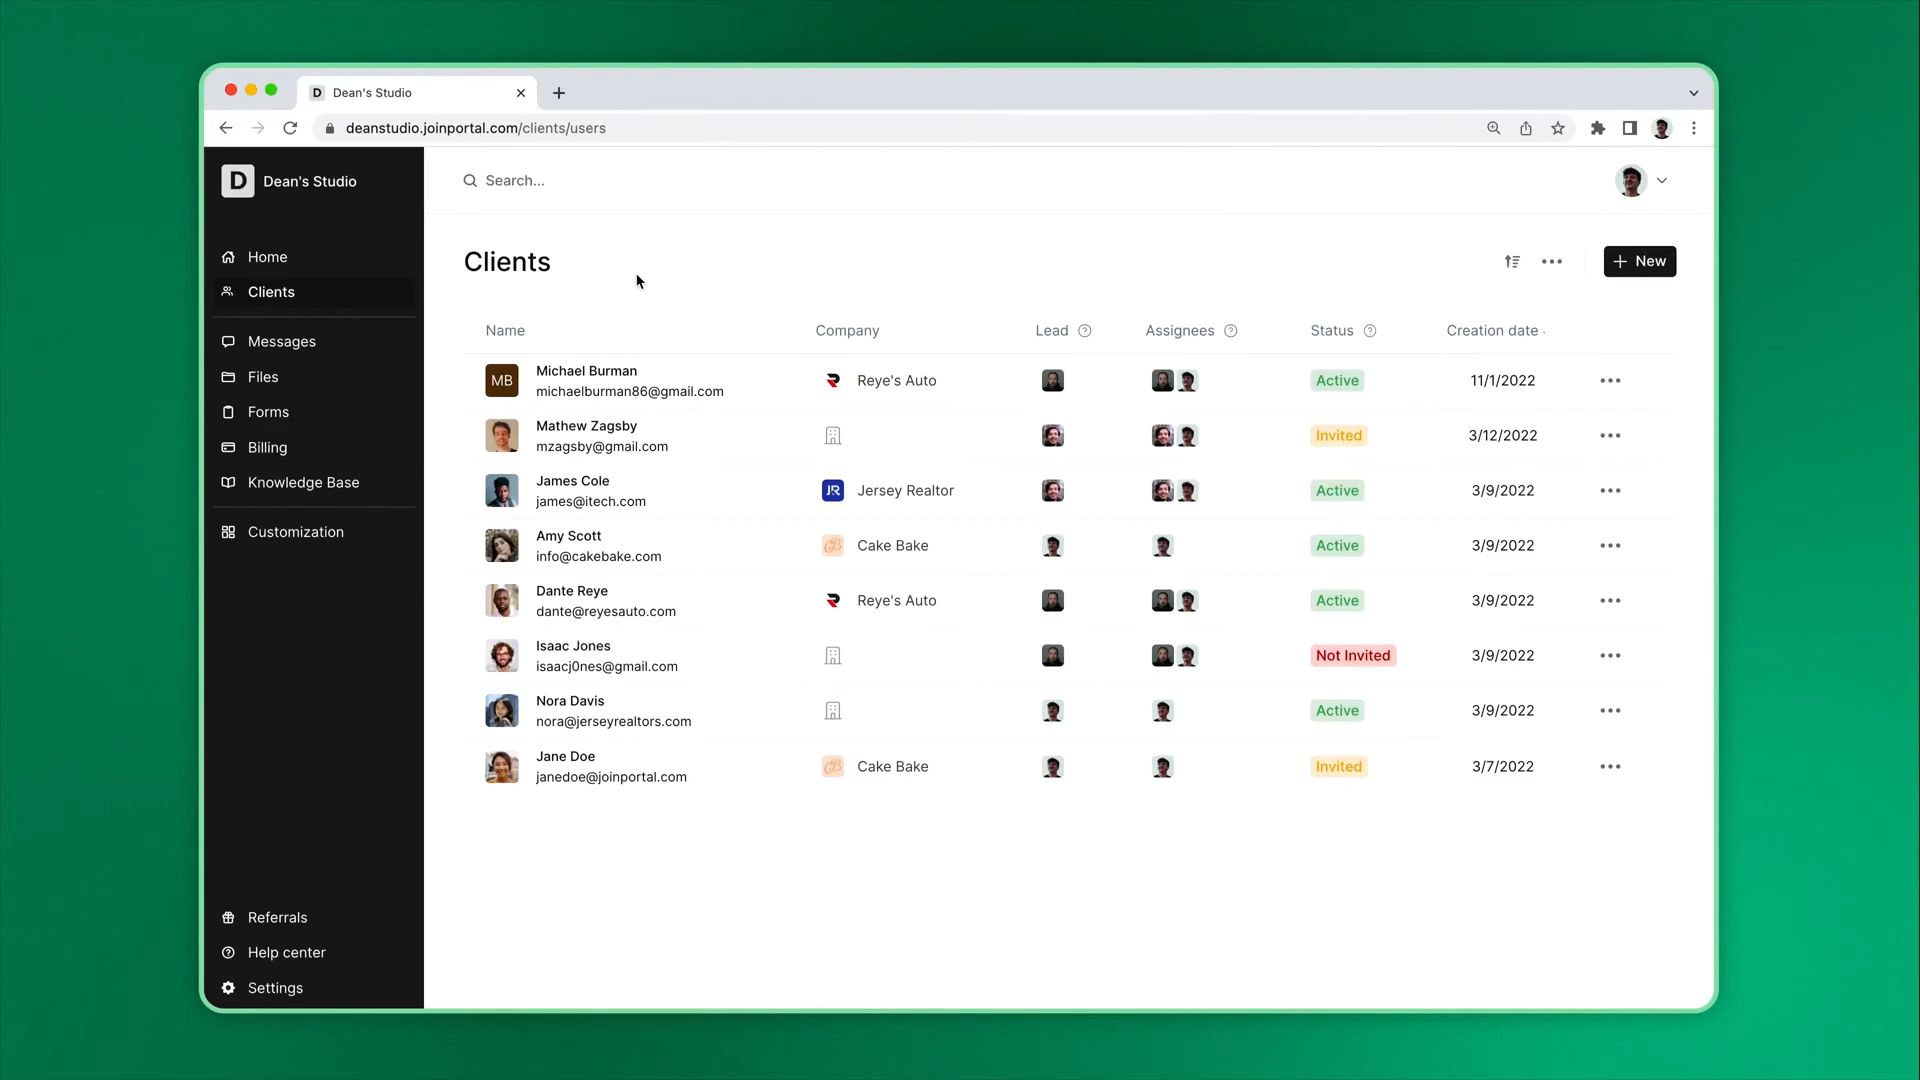 D Dean's Studio
deanstudio.joinportal.com/clients/users
D Dean's Studio
Search...
Home
Clients
Messages
Files
Forms
Billing
Knowledge Base
Customization
Referrals
Help center
Settings
Clients
New
Name Company Lead Assignees Status Creation date
MB Michael Burman
michaelburman86@gmail.com
Reye's Auto Active 11/1/2022
Mathew Zagsby
mzagsby@gmail.com
Invited 3/12/2022
James Cole
james@itech.com
JR Jersey Realtor Active 3/9/2022
Amy Scott
info@cakebake.com
CB Cake Bake Active 3/9/2022
Dante Reye
dante@reyesauto.com
Reye's Auto Active 3/9/2022
Isaac Jones
isaacj0nes@gmail.com
Not Invited 3/9/2022
Nora Davis
nora@jerseyrealtors.com
Active 3/9/2022
Jane Doe
janedoe@joinportal.com
CB Cake Bake Invited 3/7/2022